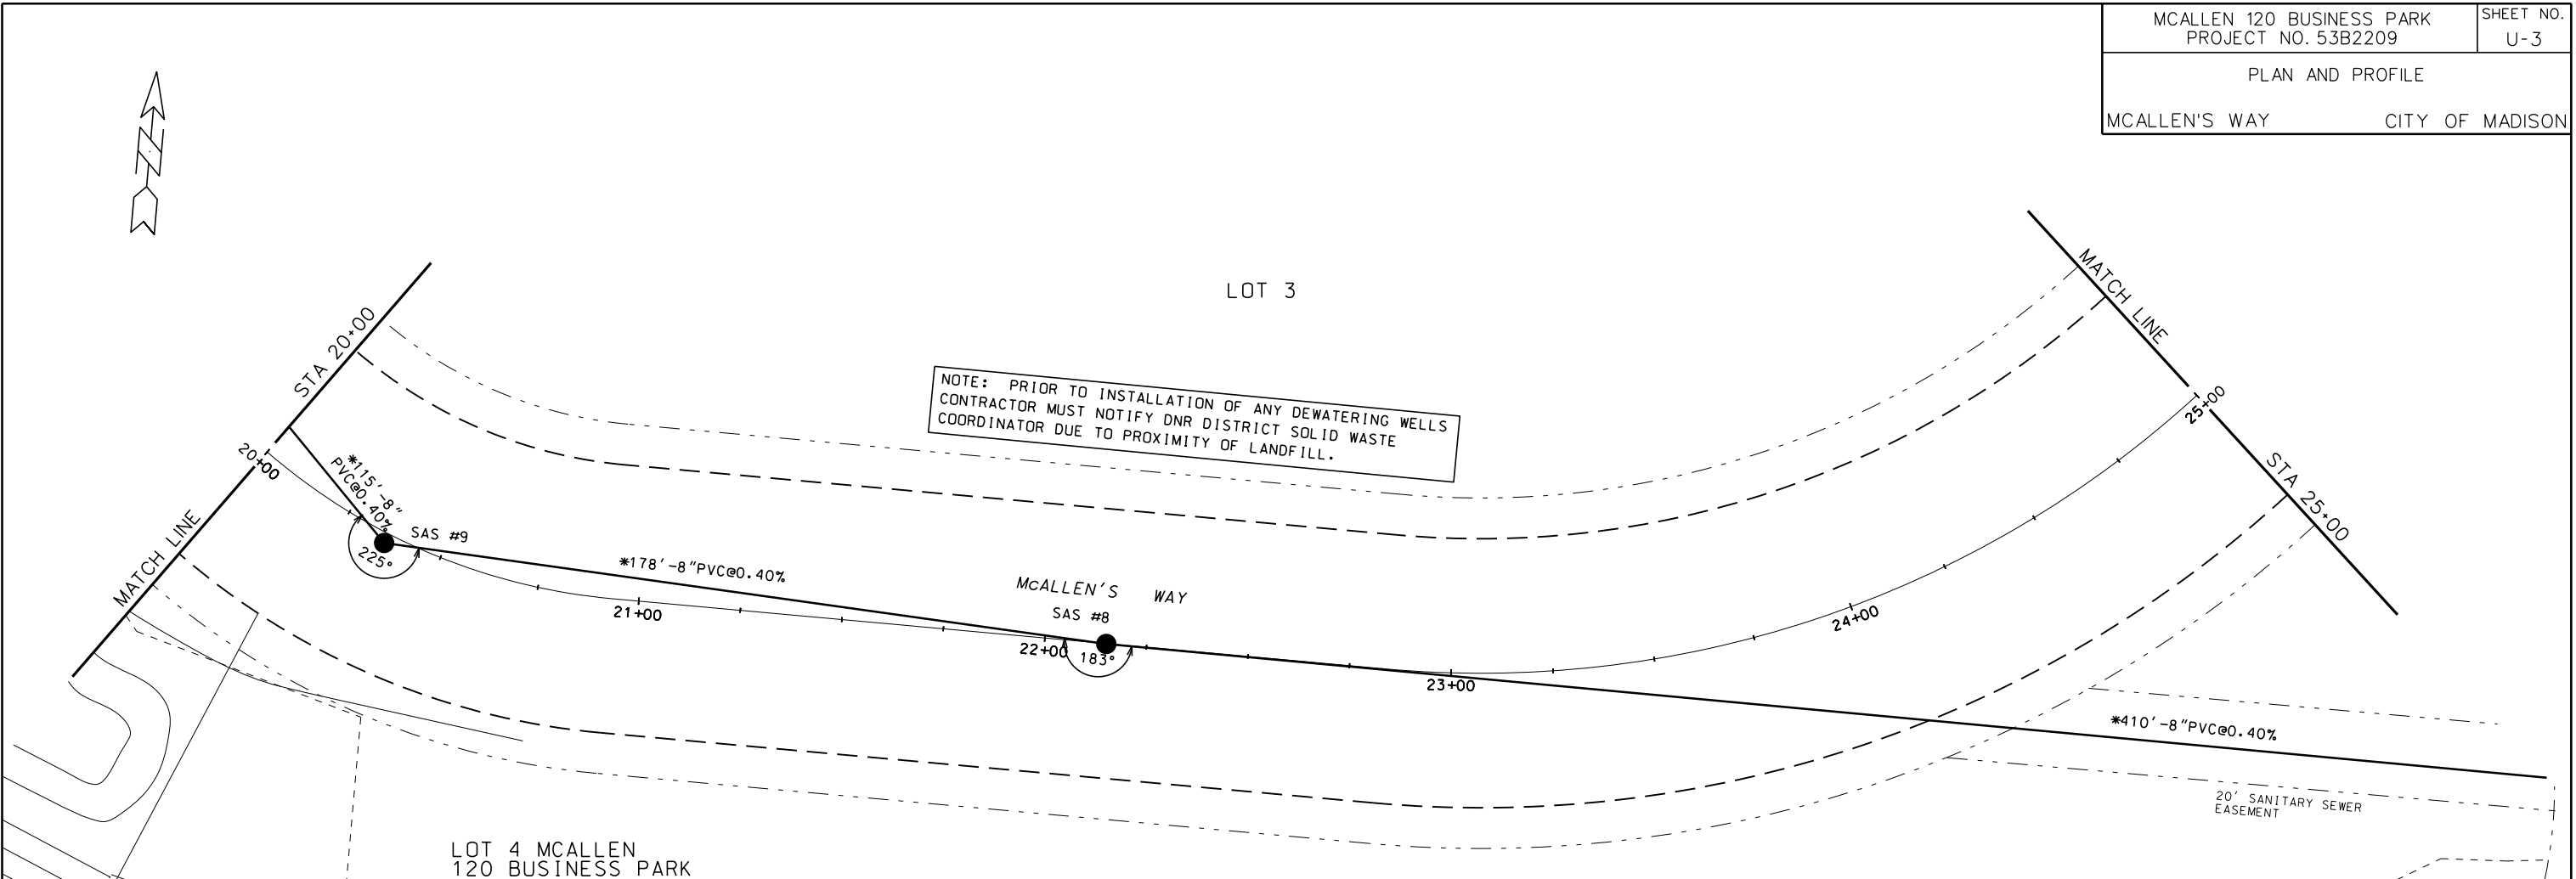 MCALLEN 120 BUSINESS PARK
PROJECT NO. 53B2209
SHEET NO.
U-3
PLAN AND PROFILE
MCALLEN'S WAY
CITY OF MADISON
LOT 3
NOTE: PRIOR TO INSTALLATION OF ANY DEWATERING WELLS
CONTRACTOR MUST NOTIFY DNR DISTRICT SOLID WASTE
COORDINATOR DUE TO PROXIMITY OF LANDFILL.
STA 20+00
MATCH LINE
20+00
*115'-8"
PVC@0.40%
SAS #9
225°
*178'-8"PVC@0.40%
21+00
McALLEN'S WAY
SAS #8
22+00
183°
23+00
24+00
25+00
MATCH LINE
STA 25+00
*410'-8"PVC@0.40%
20' SANITARY SEWER
EASEMENT
LOT 4 MCALLEN
120 BUSINESS PARK